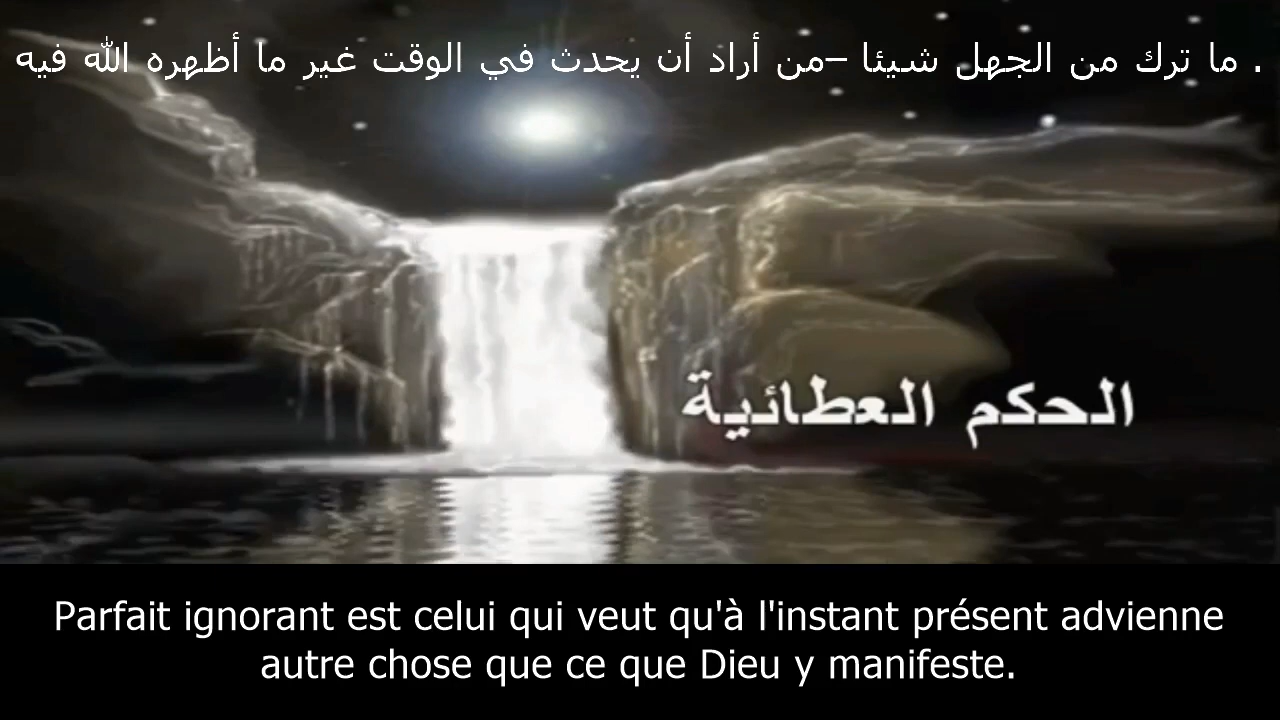 . ما ترك من الجهل شيئا –من أراد أن يحدث في الوقت غير ما أظهره الله فيه
الحكم العطائية
Parfait ignorant est celui qui veut qu'à l'instant présent advienne
autre chose que ce que Dieu y manifeste.